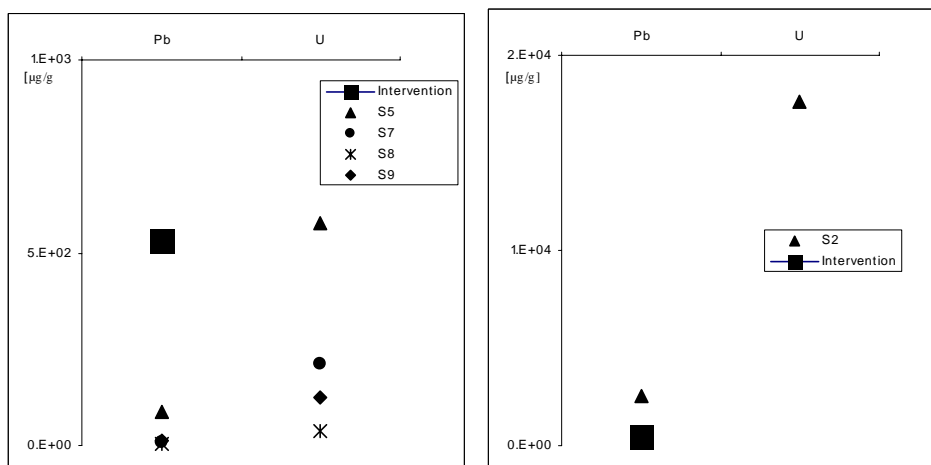 Pb U
1.E+03
[µg/g
Intervention
S5
S7
S8
S9
5.E+02
0.E+00
Pb U
2.E+04
[µg/g]
1.E+04
S2
Intervention
0.E+00